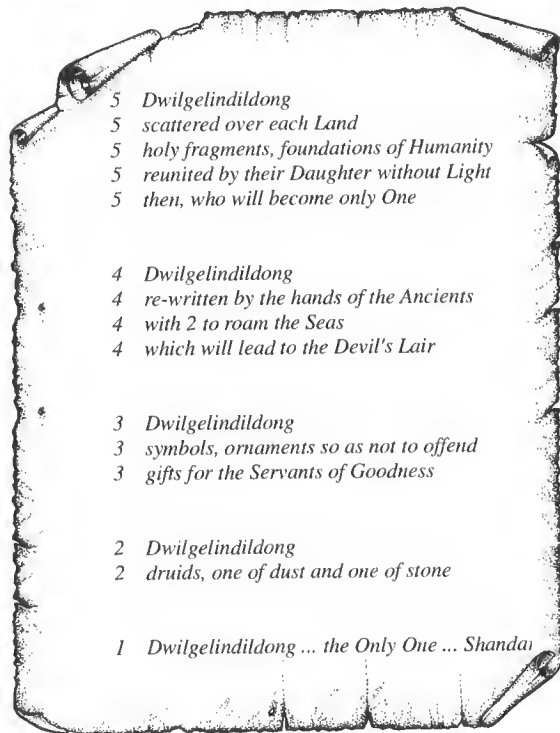 5 Dwilgelindildong
5 scattered over each Land
5 holy fragments, foundations of Humanity
5 reunited by their Daughter without Light
5 then, who will become only One
4 Dwilgelindildong
4 re-written by the hands of the Ancients
4 with 2 to roam the Seas
4 which will lead to the Devil's Lair
3 Dwilgelindildong
3 symbols, ornaments so as not to offend
3 gifts for the Servants of Goodness
2 Dwilgelindildong
2 druids, one of dust and one of stone
1 Dwilgelindildong ... the Only One ... Shandar